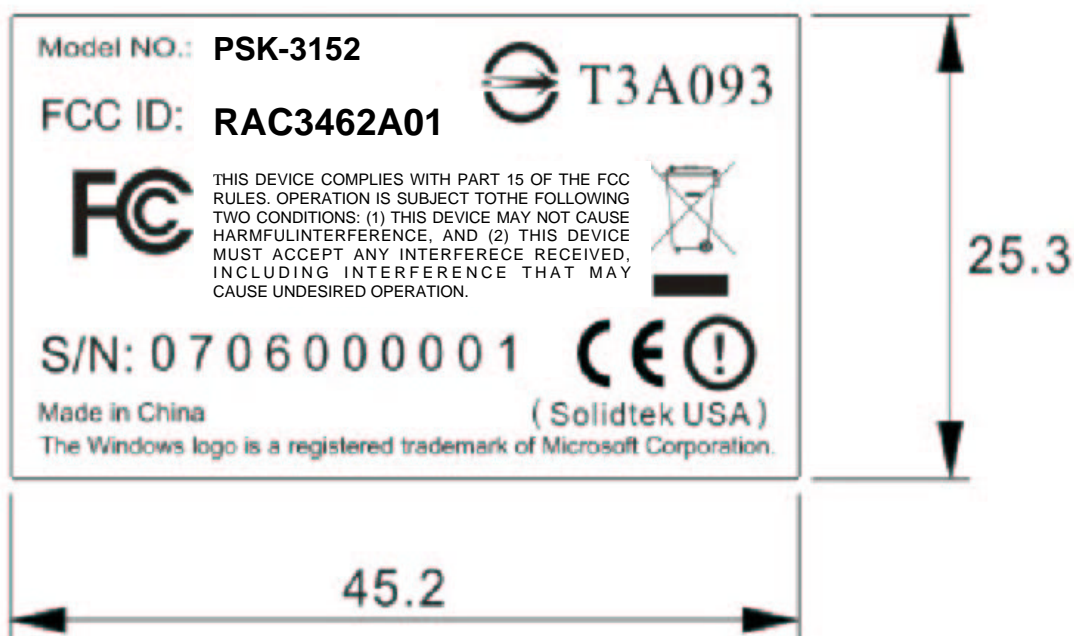 Model NO.: PSK-3152
T3A093
FCC ID: RAC3462A01
FC
THIS DEVICE COMPLIES WITH PART 15 OF THE FCC
RULES. OPERATION IS SUBJECT TOTHE FOLLOWING
TWO CONDITIONS: (1) THIS DEVICE MAY NOT CAUSE
HARMFULINTERFERENCE, AND (2) THIS DEVICE
MUST ACCEPT ANY INTERFERECE RECEIVED,
INCLUDING INTERFERENCE THAT MAY
CAUSE UNDESIRED OPERATION.
25.3
S/N: 0706000001
CE
Made in China
(Solidtek USA)
The Windows logo is a registered trademark of Microsoft Corporation.
45.2